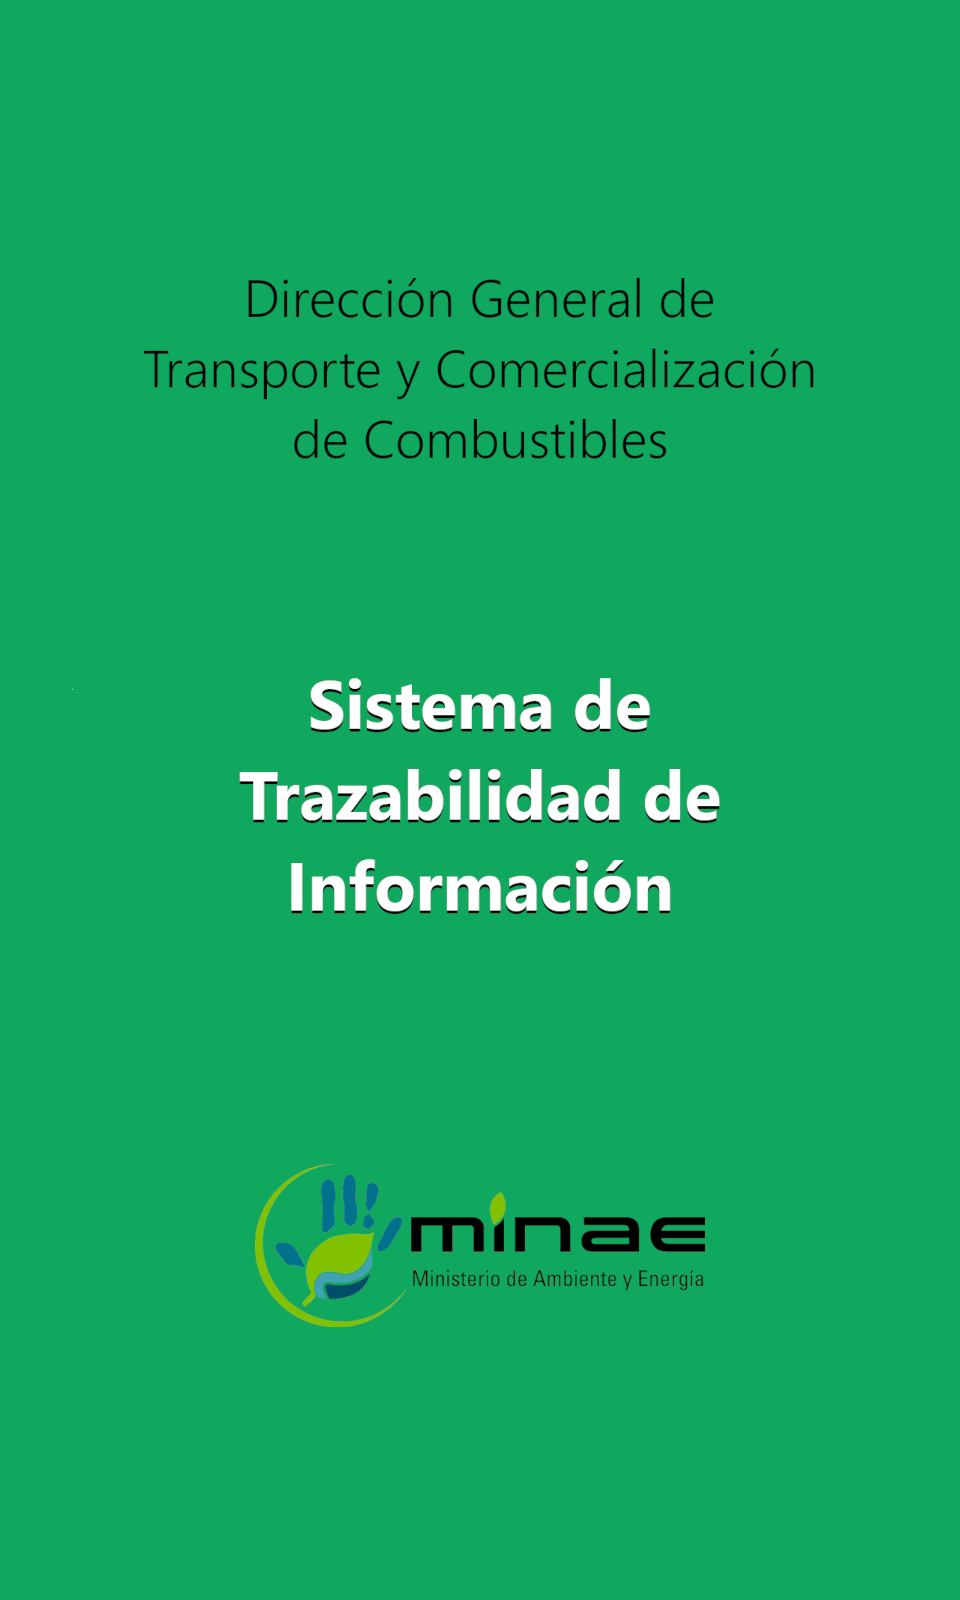 Dirección General de
Transporte y Comercialización
de Combustibles
Sistema de
Trazabilidad de
Información
minae
Ministerio de Ambiente y Energía